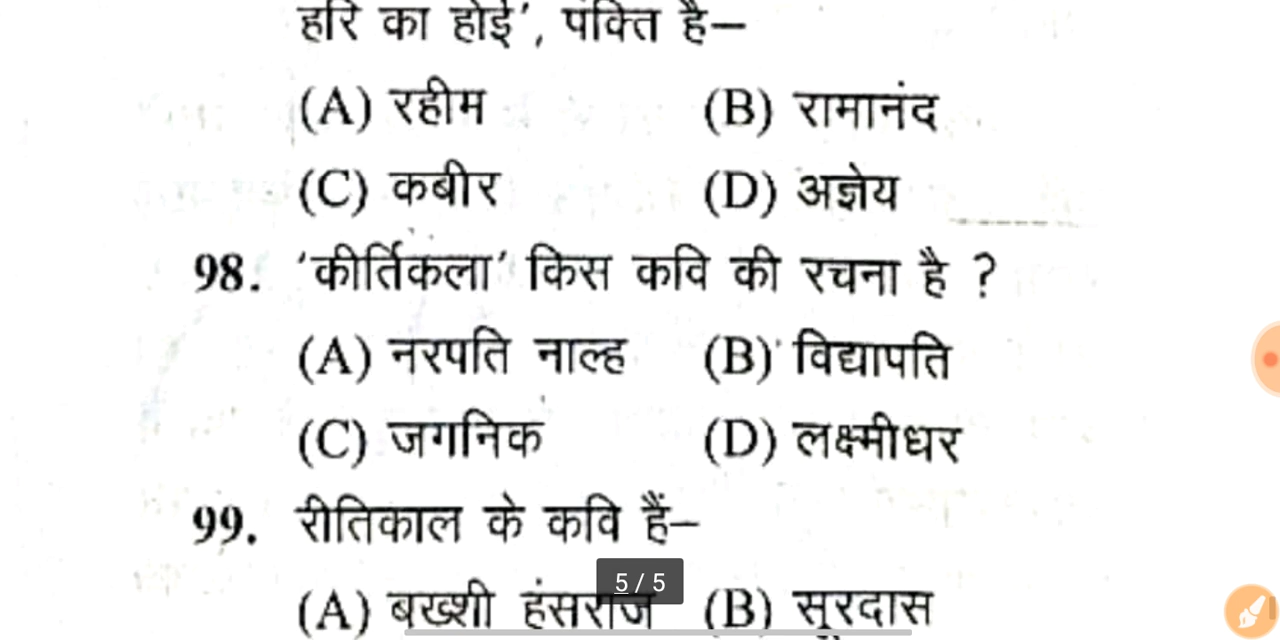 हरि का होई’, पंक्ति है–
(A) रहीम (B) रामानंद
(C) कबीर (D) अज्ञेय
98. ‘कीर्तिकला’ किस कवि की रचना है ?
(A) नरपति नाल्ह (B) विद्यापति
(C) जगनिक (D) लक्ष्मीधर
99. रीतिकाल के कवि हैं–
5 / 5
(A) बख्शी हंसराज (B) सूरदास